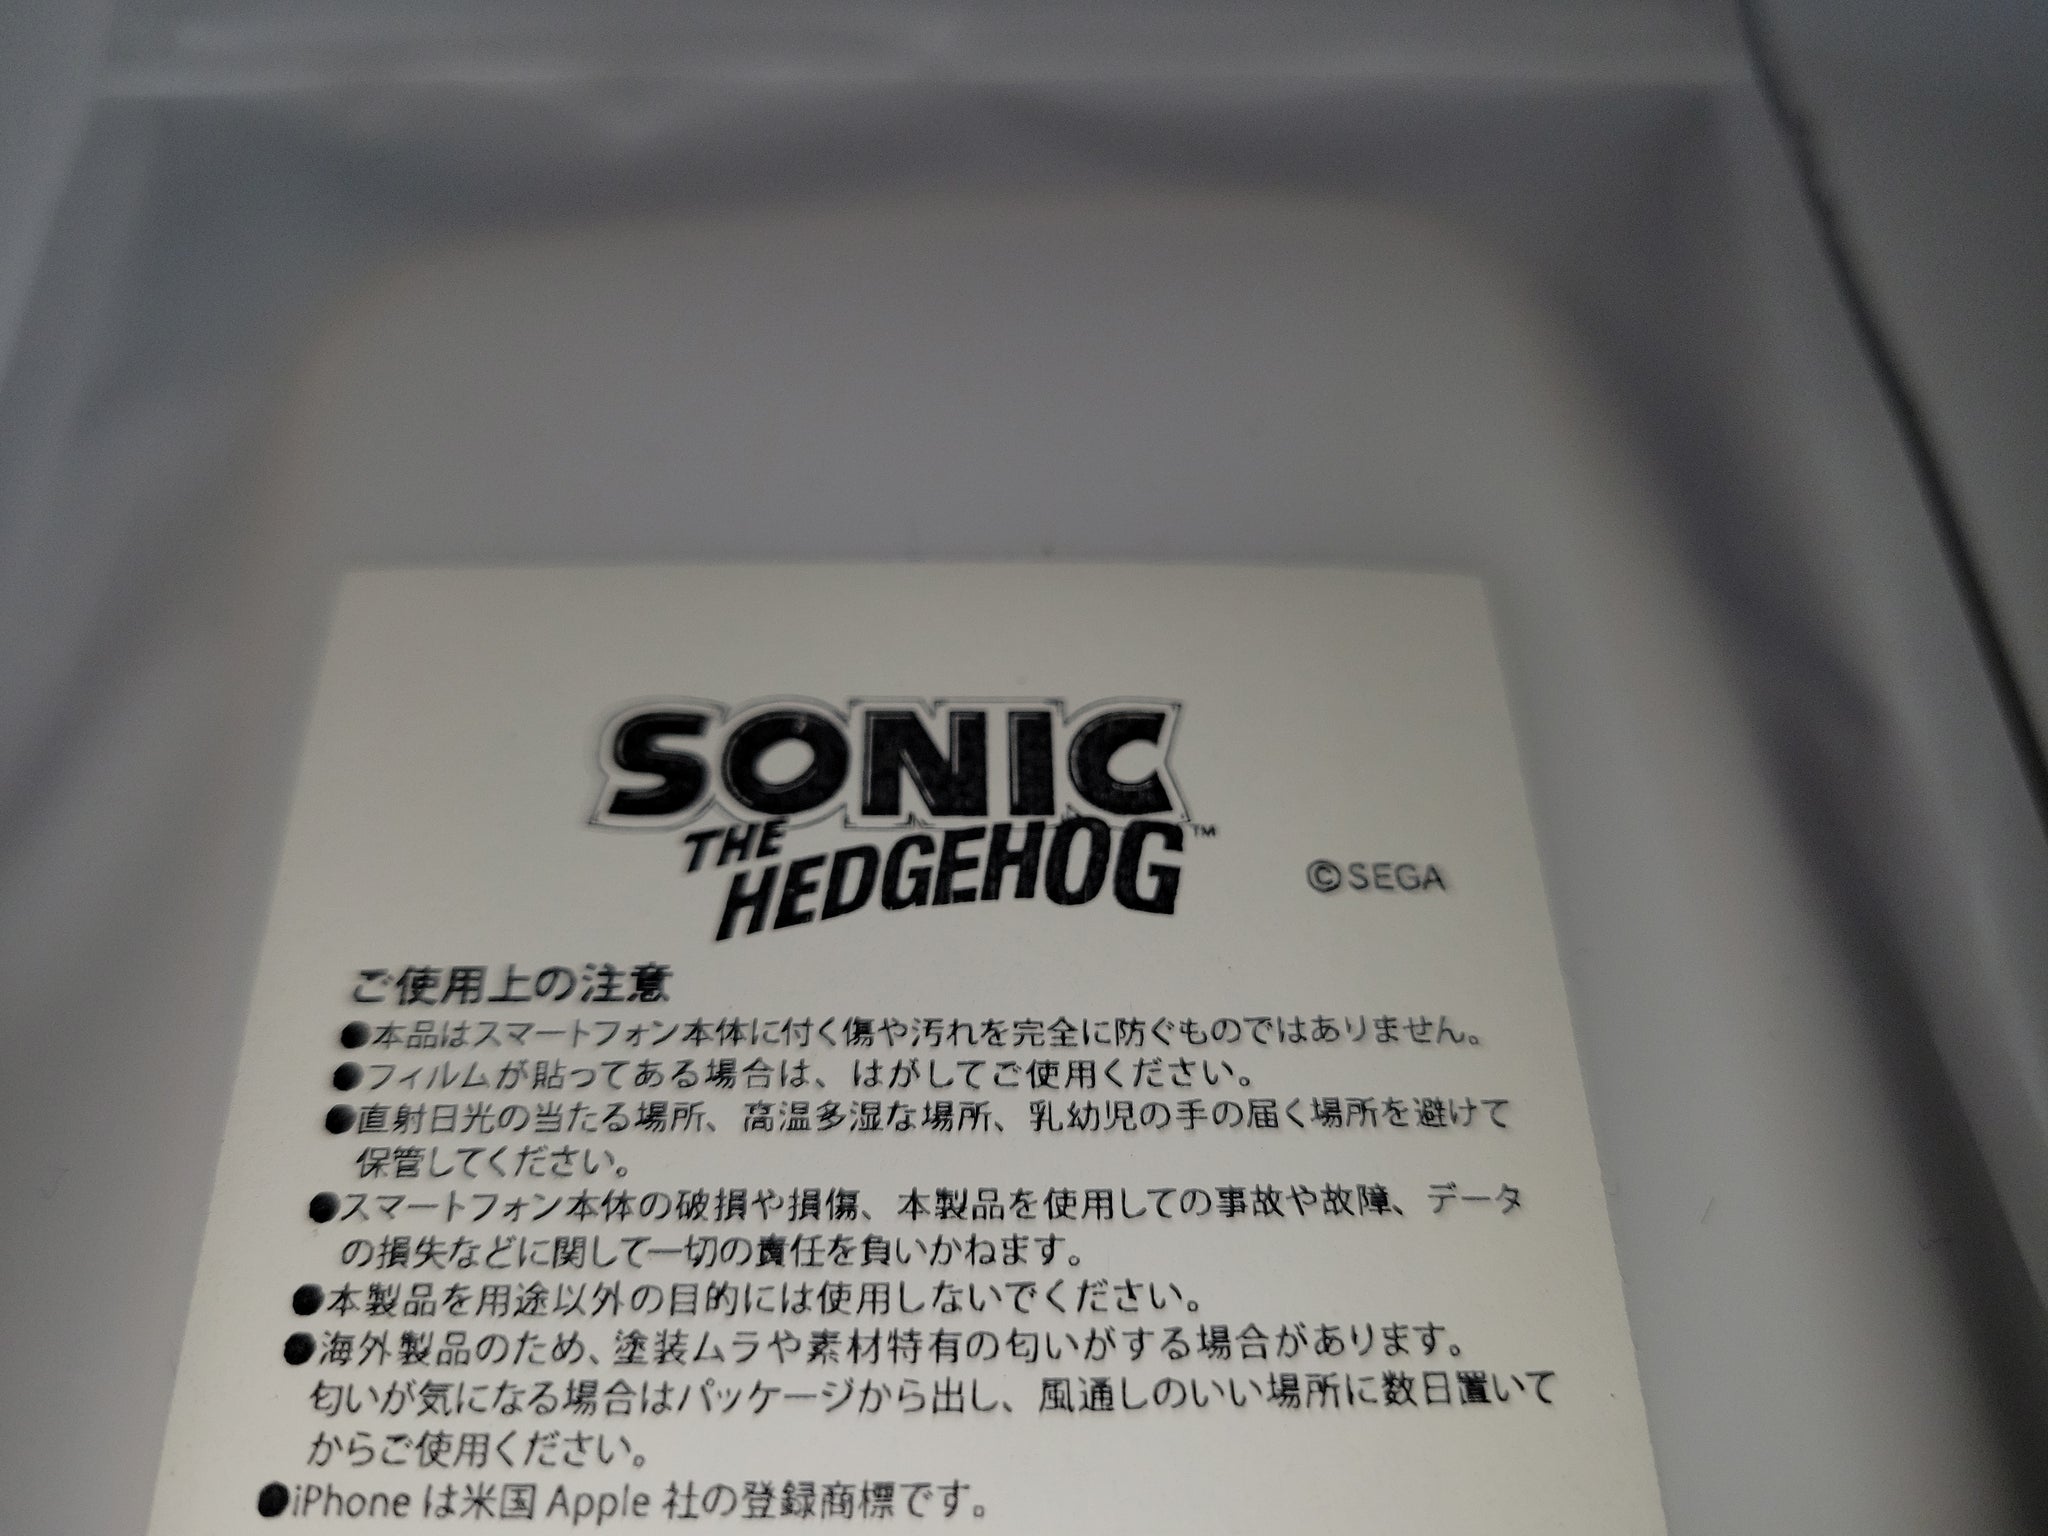 SONIC
THE
HEDGEHOG™
©SEGA
ご使用上の注意
●本品はスマートフォン本体に付く傷や汚れを完全に防ぐものではありません。
●フィルムが貼ってある場合は、はがしてご使用ください。
●直射日光の当たる場所、高温多湿な場所、乳幼児の手の届く場所を避けて
保管してください。
●スマートフォン本体の破損や損傷、本製品を使用しての事故や故障、データ
の損失などに関して一切の責任を負いかねます。
●本製品を用途以外の目的には使用しないでください。
●海外製品のため、塗装ムラや素材特有の匂いがする場合があります。
匂いが気になる場合はパッケージから出し、風通しのいい場所に数日置いて
からご使用ください。
●iPhone は米国 Apple 社の登録商標です。